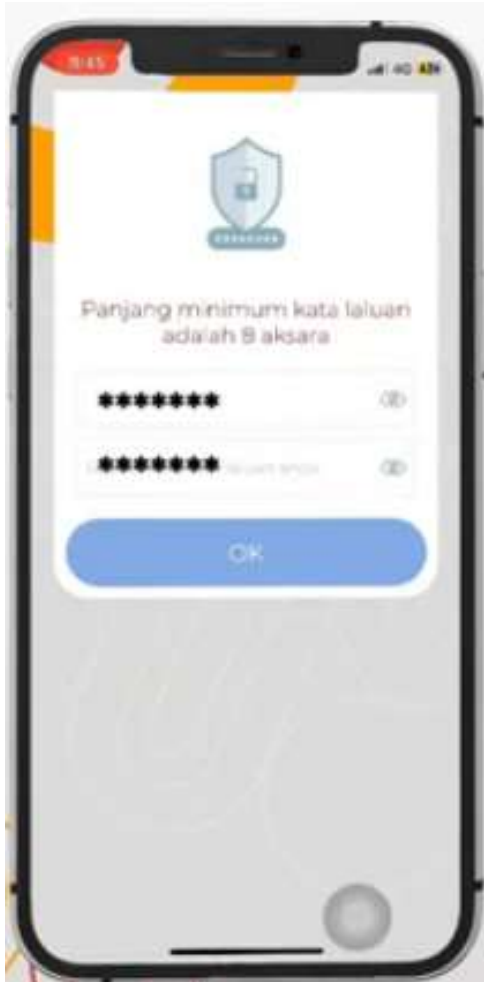 9:45
4G
Panjang minimum kata laluan
adalah 8 aksara
*******
*******
OK